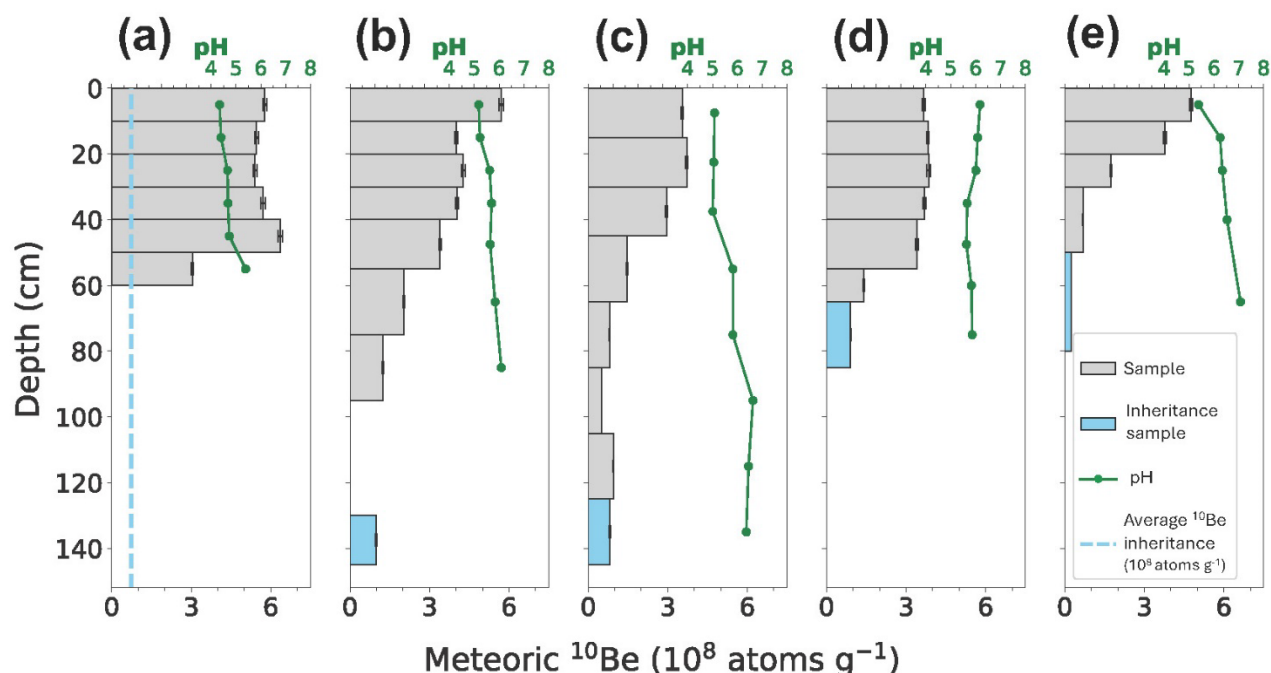 (a) (b) (c) (d) (e)
pH pH pH pH pH
4 5 6 7 8 4 5 6 7 8 4 5 6 7 8 4 5 6 7 8 4 5 6 7 8
0
20
40
60
80
100
120
140
Depth (cm)
Sample
Inheritance
sample
pH
Average ¹⁰Be
inheritance
(10⁸ atoms g⁻¹)
0 3 6 0 3 6 0 3 6 0 3 6 0 3 6
Meteoric ¹⁰Be (10⁸ atoms g⁻¹)